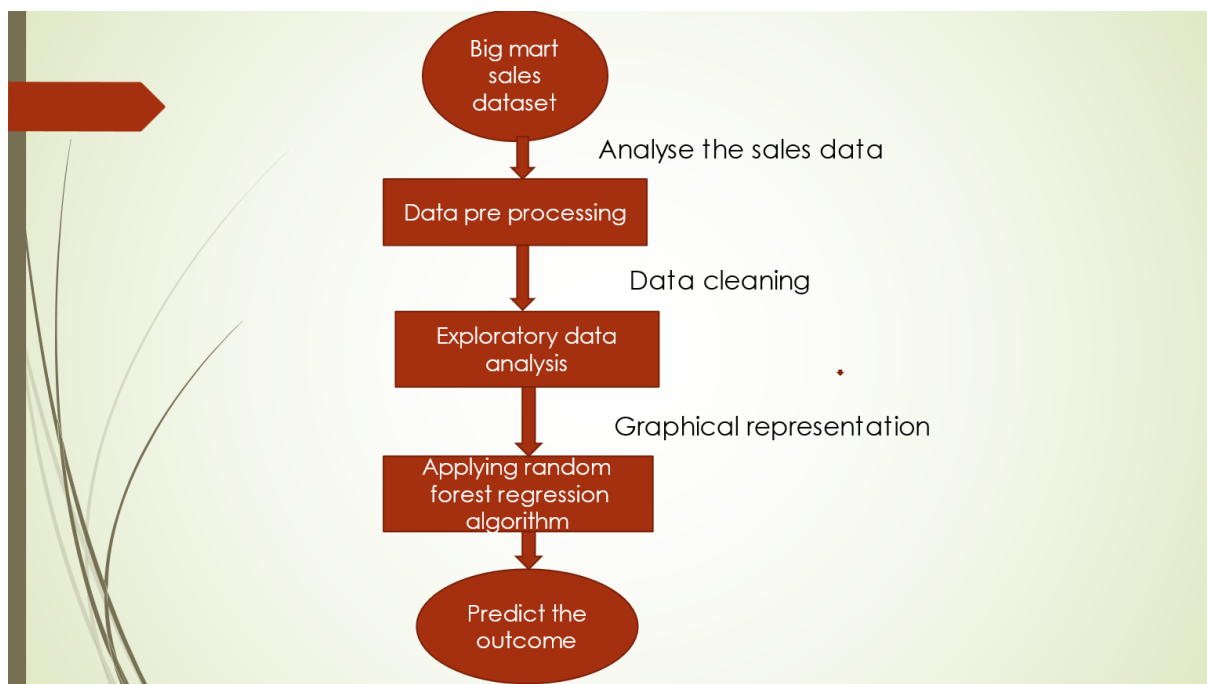 Big mart
sales
dataset
Analyse the sales data
Data pre processing
Data cleaning
Exploratory data
analysis
Graphical representation
Applying random
forest regression
algorithm
Predict the
outcome